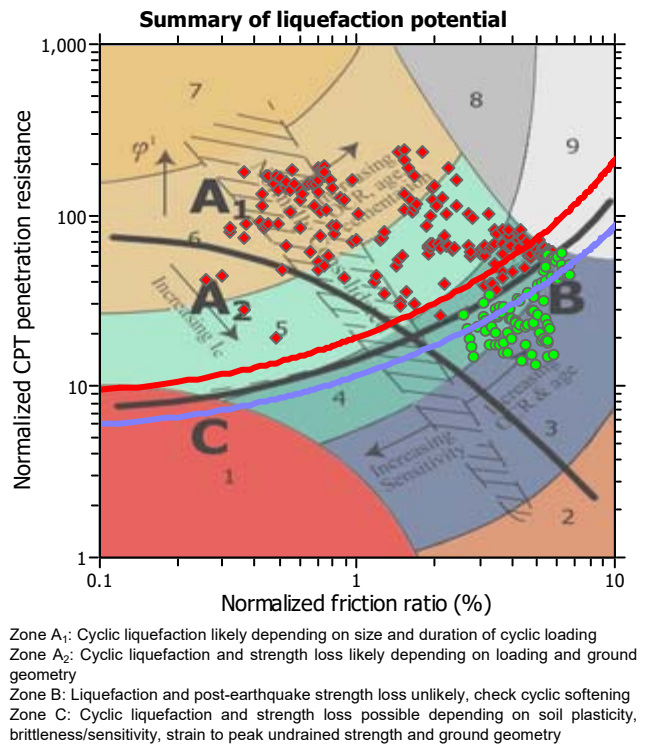 Summary of liquefaction potential
Normalized CPT penetration resistance
1,000
100
10
1
0.1
1
10
Normalized friction ratio (%)
7
8
9
φ'
A1
6
A2
Increasing Ic
5
B
4
C
1
3
2
Increasing
Sensitivity
Increasing
OCR & age
Zone A1: Cyclic liquefaction likely depending on size and duration of cyclic loading
Zone A2: Cyclic liquefaction and strength loss likely depending on loading and ground
geometry
Zone B: Liquefaction and post-earthquake strength loss unlikely, check cyclic softening
Zone C: Cyclic liquefaction and strength loss possible depending on soil plasticity,
brittleness/sensitivity, strain to peak undrained strength and ground geometry